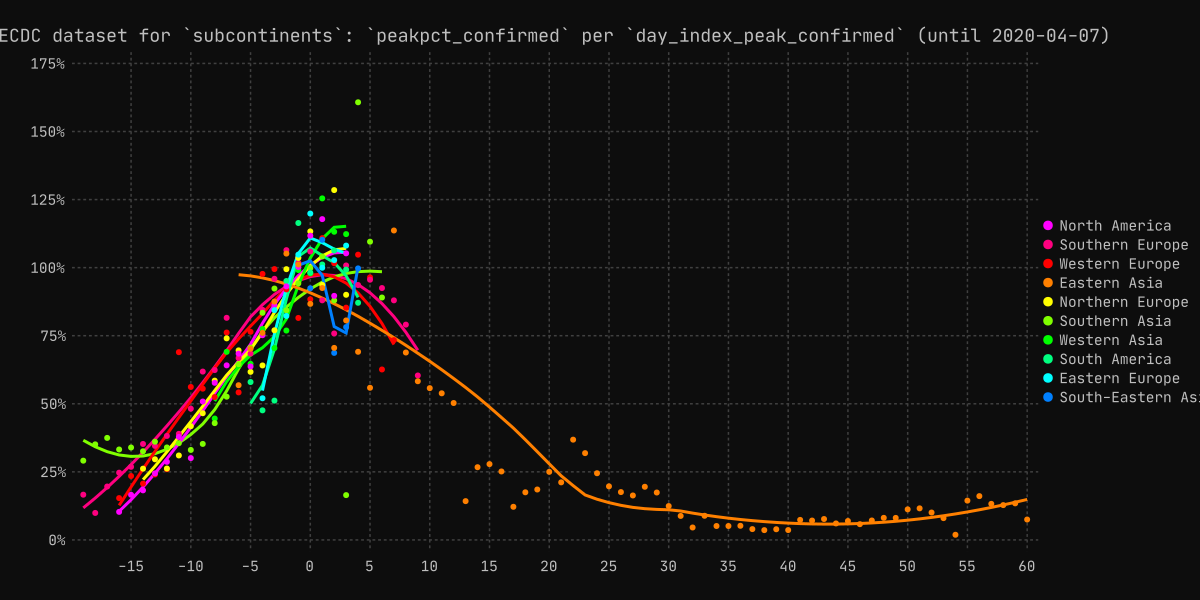 ECDC dataset for `subcontinents`: `peakpct_confirmed` per `day_index_peak_confirmed` (until 2020-04-07)
175%
150%
125%
100%
75%
50%
25%
0%
-15 -10 -5 0 5 10 15 20 25 30 35 40 45 50 55 60
North America
Southern Europe
Western Europe
Eastern Asia
Northern Europe
Southern Asia
Western Asia
South America
Eastern Europe
South-Eastern As